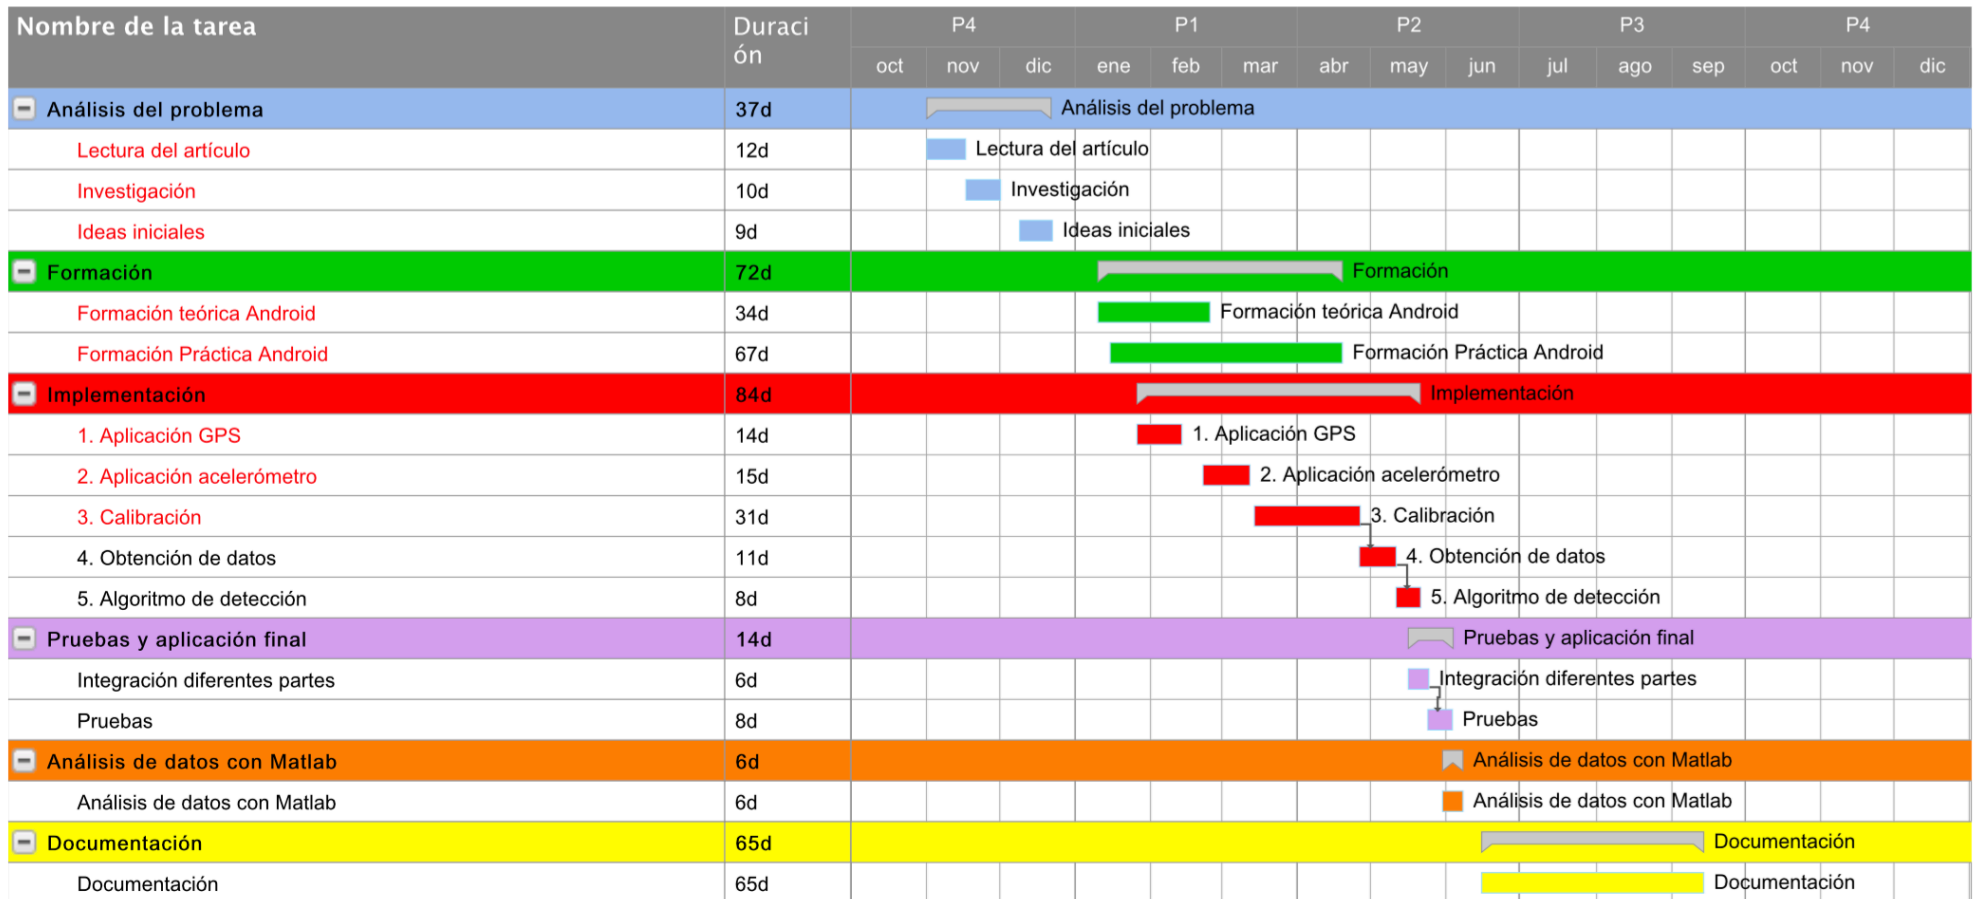 Nombre de la tarea Duraci P4 P1 P2 P3 P4
ón oct nov dic ene feb mar abr may jun jul ago sep oct nov dic
Análisis del problema 37d Análisis del problema
Lectura del artículo 12d Lectura del artículo
Investigación 10d Investigación
Ideas iniciales 9d Ideas iniciales
Formación 72d Formación
Formación teórica Android 34d Formación teórica Android
Formación Práctica Android 67d Formación Práctica Android
Implementación 84d Implementación
1. Aplicación GPS 14d 1. Aplicación GPS
2. Aplicación acelerómetro 15d 2. Aplicación acelerómetro
3. Calibración 31d 3. Calibración
4. Obtención de datos 11d 4. Obtención de datos
5. Algoritmo de detección 8d 5. Algoritmo de detección
Pruebas y aplicación final 14d Pruebas y aplicación final
Integración diferentes partes 6d Integración diferentes partes
Pruebas 8d Pruebas
Análisis de datos con Matlab 6d Análisis de datos con Matlab
Análisis de datos con Matlab 6d Análisis de datos con Matlab
Documentación 65d Documentación
Documentación 65d Documentación